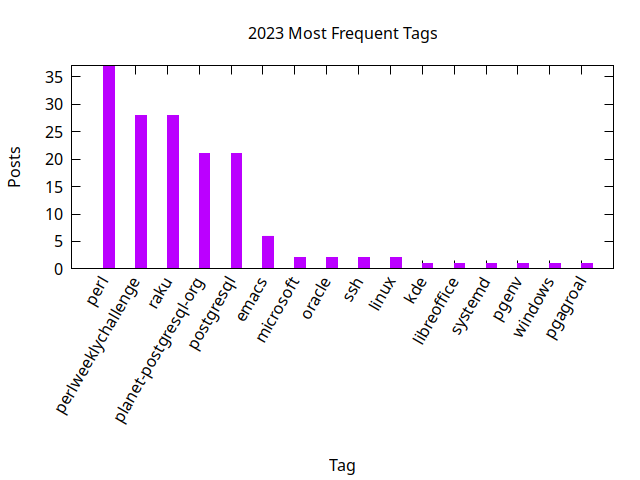 2023 Most Frequent Tags
Posts
35
30
25
20
15
10
5
0
perl
perlweeklychallenge
raku
planet-postgresql-org
postgresql
emacs
microsoft
oracle
ssh
linux
kde
libreoffice
systemd
pgenv
windows
pgagroal
Tag